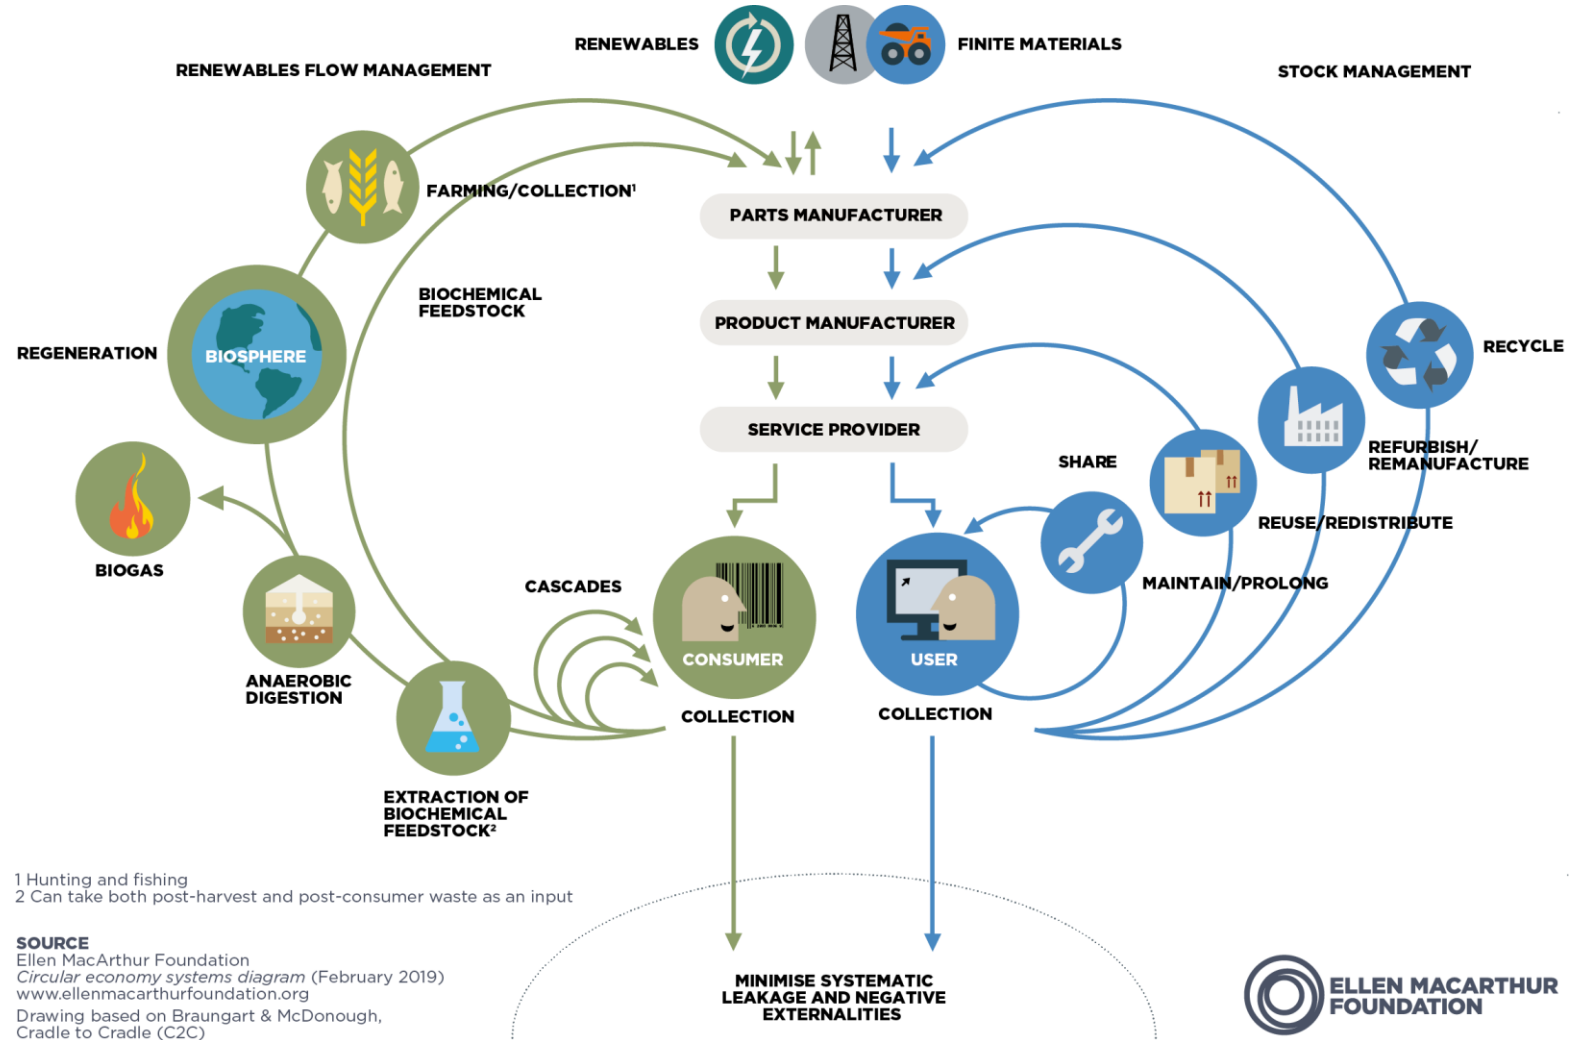 RENEWABLES
FINITE MATERIALS
RENEWABLES FLOW MANAGEMENT
STOCK MANAGEMENT
FARMING/COLLECTION¹
PARTS MANUFACTURER
BIOCHEMICAL
FEEDSTOCK
PRODUCT MANUFACTURER
REGENERATION
BIOSPHERE
RECYCLE
SERVICE PROVIDER
SHARE
REFURBISH/
REMANUFACTURE
REUSE/REDISTRIBUTE
BIOGAS
CASCADES
MAINTAIN/PROLONG
CONSUMER
USER
ANAEROBIC
DIGESTION
COLLECTION
COLLECTION
EXTRACTION OF
BIOCHEMICAL
FEEDSTOCK²
1 Hunting and fishing
2 Can take both post-harvest and post-consumer waste as an input
SOURCE
Ellen MacArthur Foundation
Circular economy systems diagram (February 2019)
www.ellenmacarthurfoundation.org
Drawing based on Braungart & McDonough,
Cradle to Cradle (C2C)
MINIMISE SYSTEMATIC
LEAKAGE AND NEGATIVE
EXTERNALITIES
ELLEN MACARTHUR
FOUNDATION